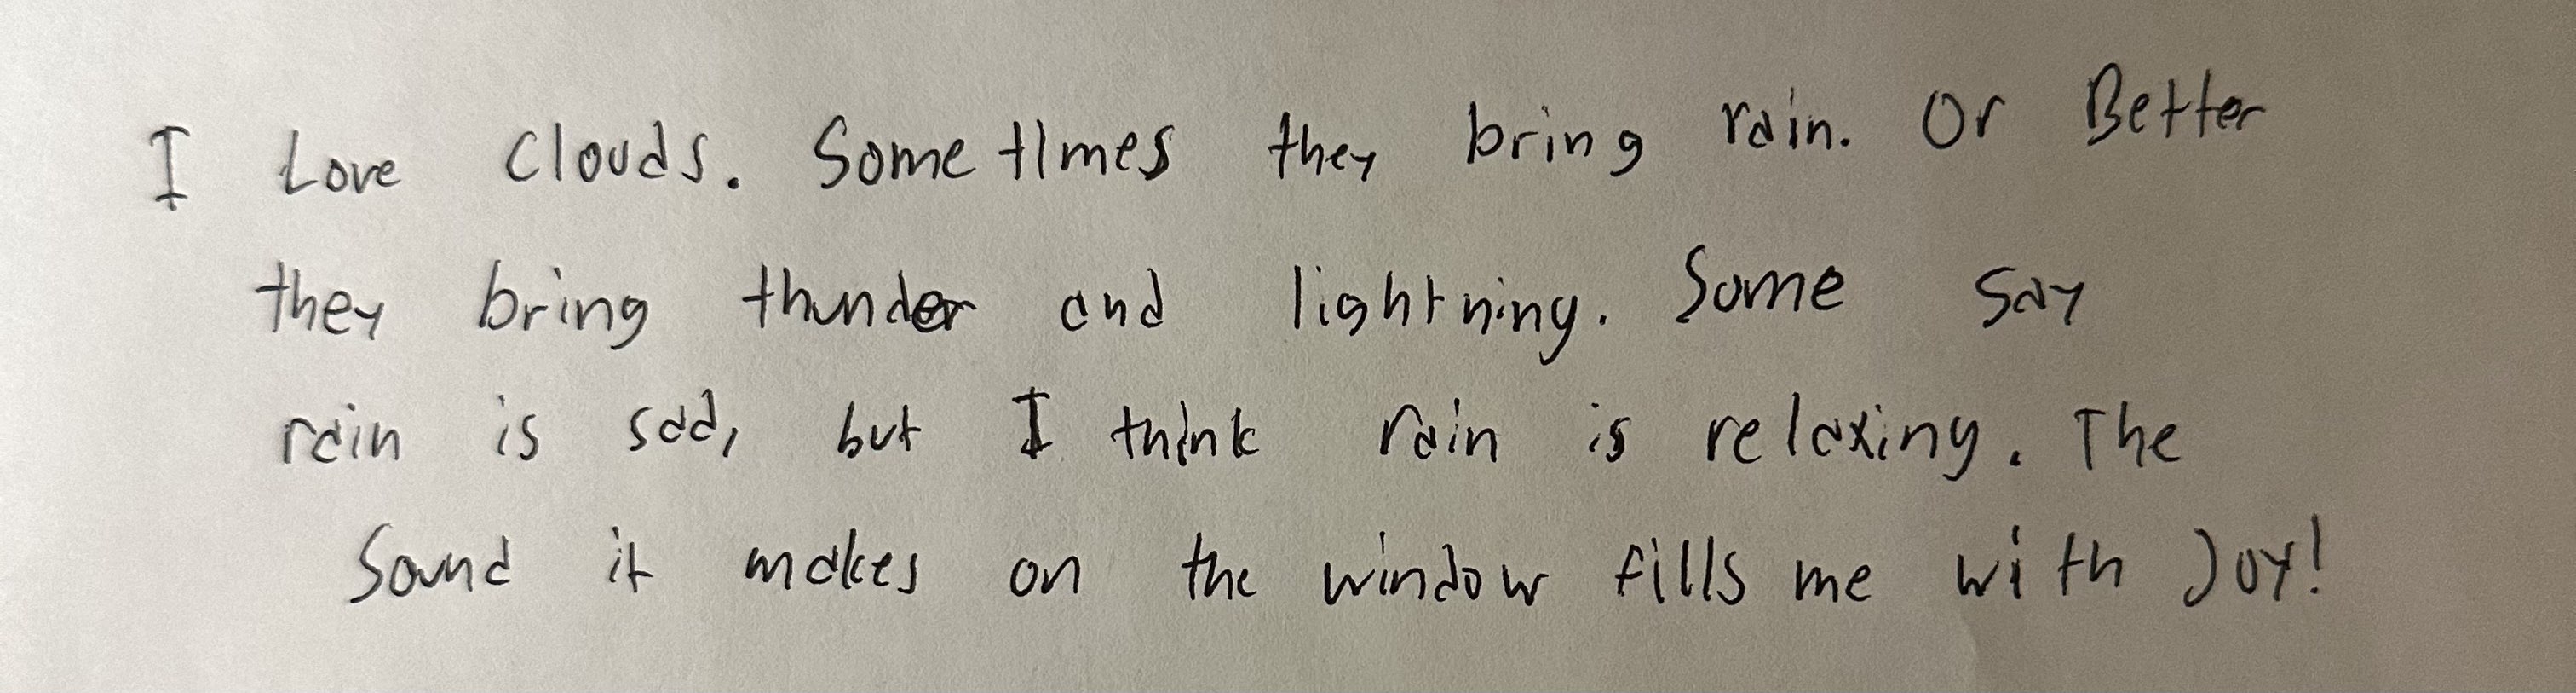 I Love Clouds. Sometimes they bring rain. Or Better
they bring thunder and lightning. Some say
rain is sad, but I think rain is relaxing. The
Sound it makes on the window fills me with Joy!